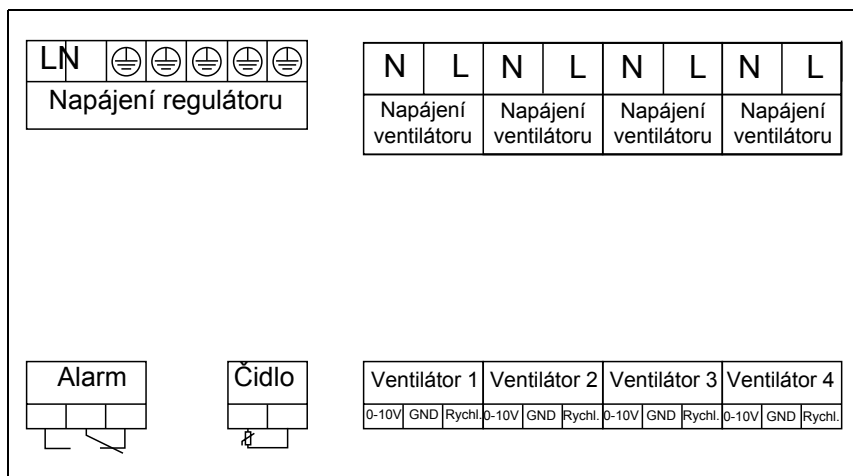 LN
Napájení regulátoru
N L N L N L N L
Napájení Napájení Napájení Napájení
ventilátoru ventilátoru ventilátoru ventilátoru
Alarm
Čidlo
Ventilátor 1 Ventilátor 2 Ventilátor 3 Ventilátor 4
0-10V GND Rychl. 0-10V GND Rychl. 0-10V GND Rychl. 0-10V GND Rychl.